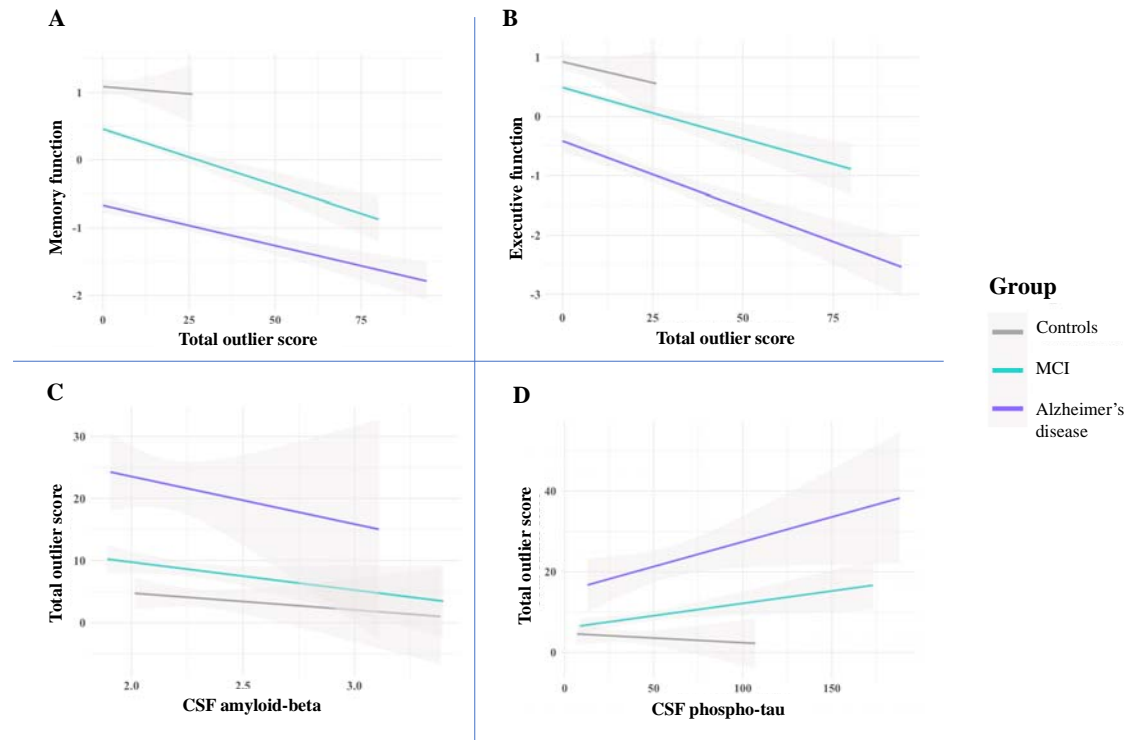 A
Memory function
1
0
-1
-2
0
25
50
75
Total outlier score
B
Executive function
1
0
-1
-2
-3
0
25
50
75
Total outlier score
Group
Controls
MCI
Alzheimer's
disease
C
Total outlier score
30
20
10
0
2.0
2.5
3.0
CSF amyloid-beta
D
Total outlier score
40
20
0
0
50
100
150
CSF phospho-tau